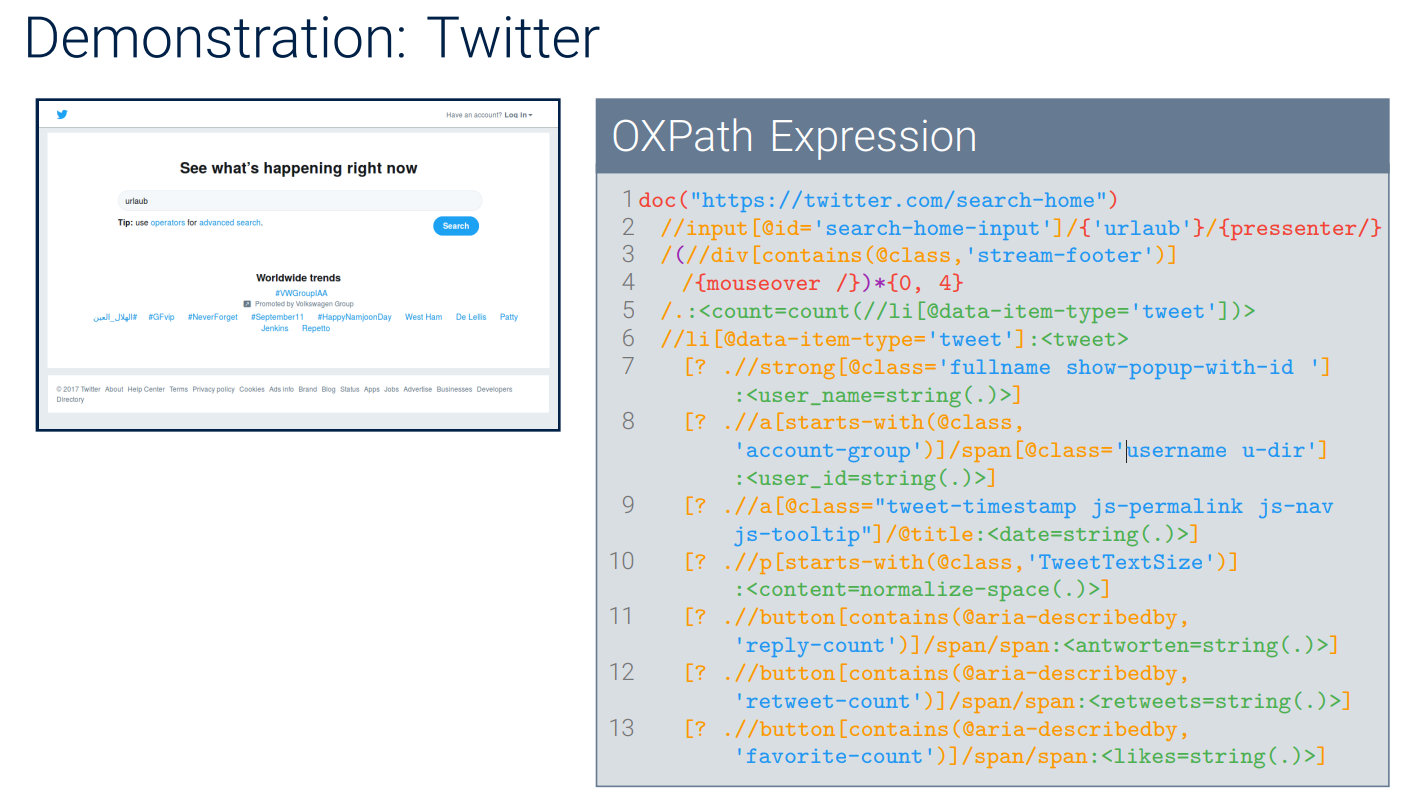 Demonstration: Twitter
Have an account? Log in
See what's happening right now
urlaub
Tip: use operators for advanced search.
Search
Worldwide trends
#VWGroupIAA
Promoted by Volkswagen Group
#الهلال_العين #GFvip #NeverForget #September11 #HappyNamjoonDay West Ham De Lellis Patty
Jenkins Repetto
© 2017 Twitter About Help Center Terms Privacy policy Cookies Ads info Brand Blog Status Apps Jobs Advertise Businesses Developers
Directory
OXPath Expression
1 doc("https://twitter.com/search-home")
2 //input[@id='search-home-input']/{'urlaub'}/{pressenter/}
3 /(//div[contains(@class,'stream-footer')]
4 /{mouseover /})*{0, 4}
5 /.:<count=count(//li[@data-item-type='tweet'])>
6 //li[@data-item-type='tweet']:<tweet>
7 [? .//strong[@class='fullname show-popup-with-id ']
:<user_name=string(.)>]
8 [? .//a[starts-with(@class,
'account-group')]/span[@class='username u-dir']
:<user_id=string(.)>]
9 [? .//a[@class="tweet-timestamp js-permalink js-nav
js-tooltip"]/@title:<date=string(.)>]
10 [? .//p[starts-with(@class,'TweetTextSize')]
:<content=normalize-space(.)>]
11 [? .//button[contains(@aria-describedby,
'reply-count')]/span/span:<antworten=string(.)>]
12 [? .//button[contains(@aria-describedby,
'retweet-count')]/span/span:<retweets=string(.)>]
13 [? .//button[contains(@aria-describedby,
'favorite-count')]/span/span:<likes=string(.)>]